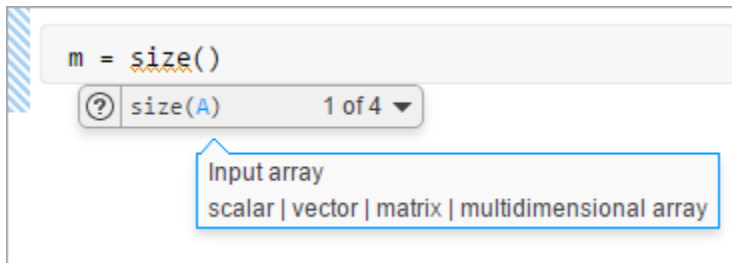 m = size()
? size(A) 1 of 4
Input array
scalar | vector | matrix | multidimensional array